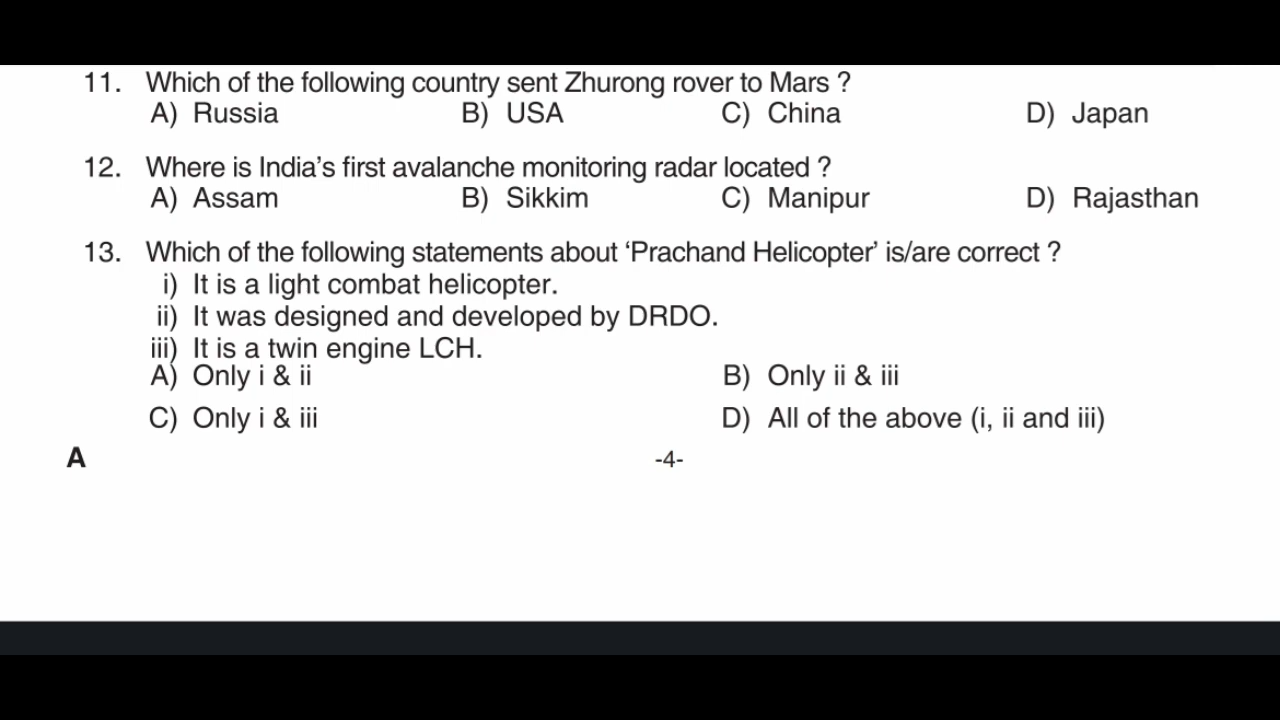 11. Which of the following country sent Zhurong rover to Mars ?
A) Russia B) USA C) China D) Japan
12. Where is India’s first avalanche monitoring radar located ?
A) Assam B) Sikkim C) Manipur D) Rajasthan
13. Which of the following statements about ‘Prachand Helicopter’ is/are correct ?
i) It is a light combat helicopter.
ii) It was designed and developed by DRDO.
iii) It is a twin engine LCH.
A) Only i & ii B) Only ii & iii
C) Only i & iii D) All of the above (i, ii and iii)
A -4-